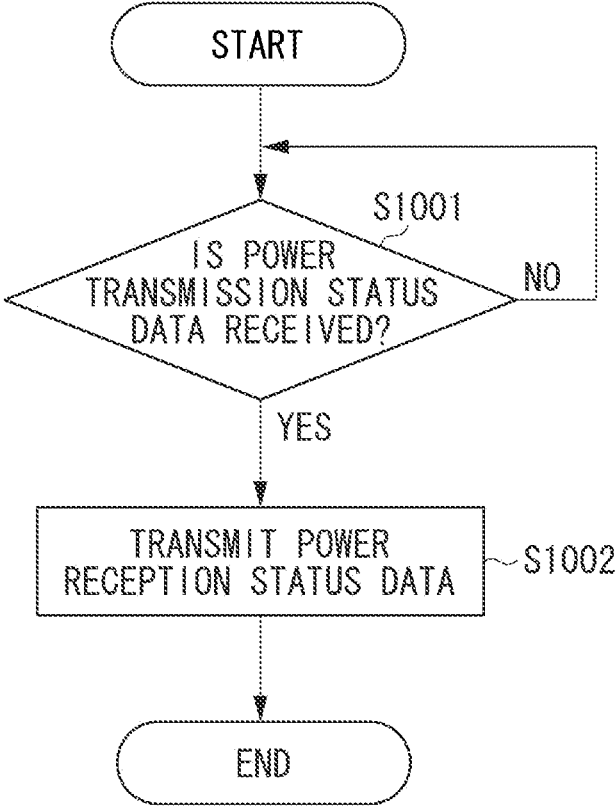 START
S1001
IS POWER
TRANSMISSION STATUS
DATA RECEIVED?
NO
YES
TRANSMIT POWER
RECEPTION STATUS DATA
S1002
END